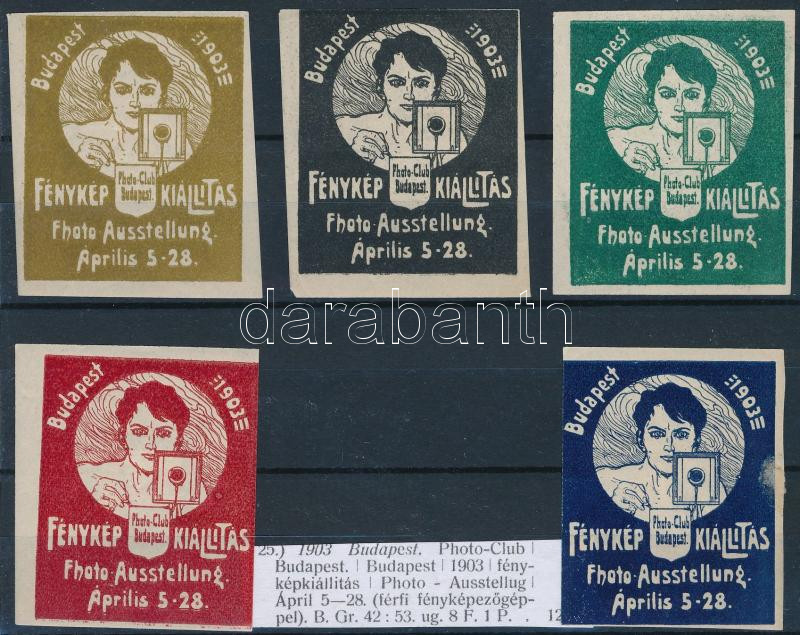 Budapest 1903
Photo-Club
Budapest.
FÉNYKÉP KIÁLLITÁS
Fhoto-Ausstellung.
Április 5-28.
Budapest 1903
Photo-Club
Budapest.
FÉNYKÉP KIÁLLITÁS
Fhoto-Ausstellung.
Április 5-28.
Budapest 1903
Photo-Club
Budapest.
FÉNYKÉP KIÁLLITÁS
Fhoto-Ausstellung.
Április 5-28.
darabanth
Budapest 1903
Photo-Club
Budapest.
FÉNYKÉP KIÁLLITÁS
Fhoto-Ausstellung.
Április 5-28.
25.) 1903 Budapest. Photo-Club |
Budapest. | Budapest | 1903 | fény-
képkiállitás | Photo - Ausstellug |
Ápril 5—28. (férfi fényképezőgép-
pel). B. Gr. 42 : 53. ug. 8 F. 1 P. . 12
Budapest 1903
Photo-Club
Budapest.
FÉNYKÉP KIÁLLITÁS
Fhoto-Ausstellung.
Április 5-28.